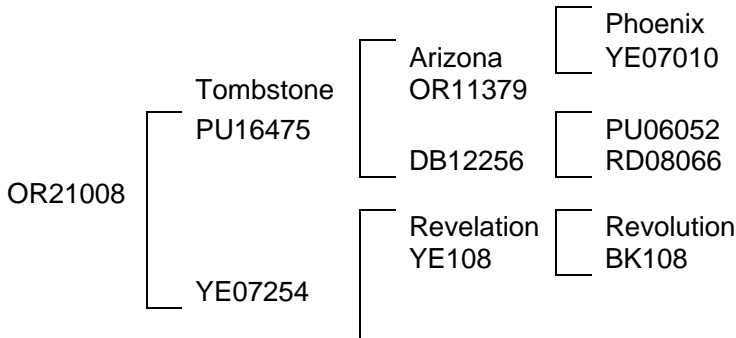 Phoenix
YE07010
Arizona
OR11379
Tombstone
PU16475
PU06052
RD08066
DB12256
OR21008
Revelation
YE108
Revolution
BK108
YE07254